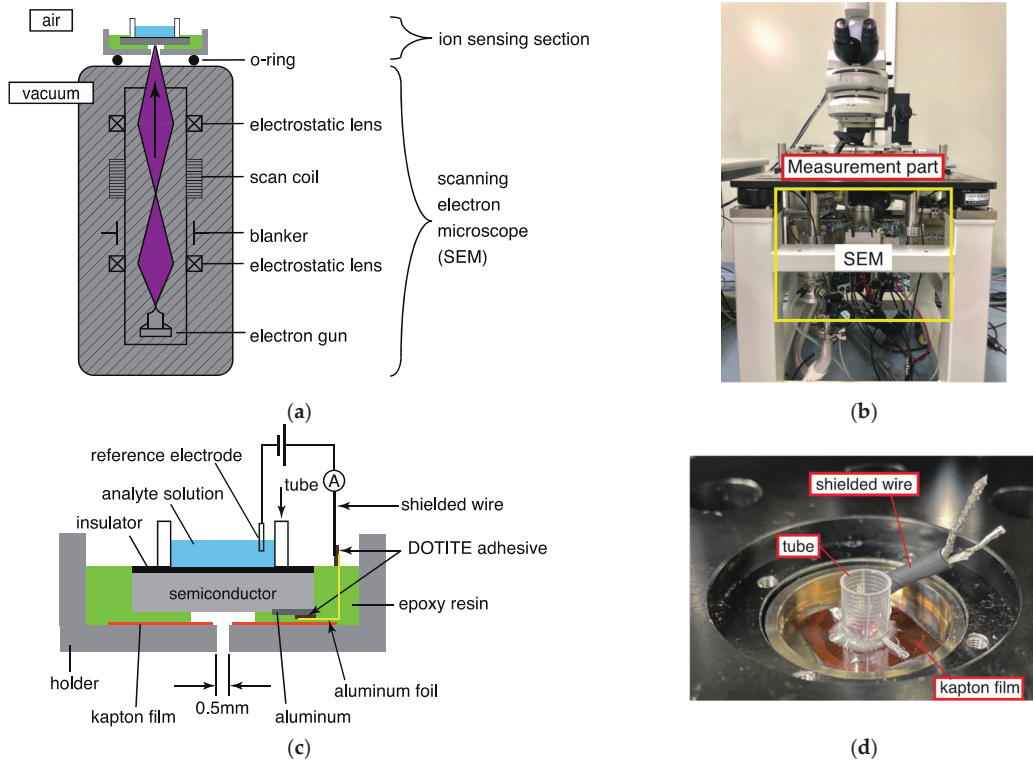 air
ion sensing section
o-ring
vacuum
electrostatic lens
scan coil
scanning
electron
microscope
(SEM)
blanker
electrostatic lens
electron gun
(a)
Measurement part
SEM
(b)
reference electrode
analyte solution
tube
insulator
A
shielded wire
DOTITE adhesive
semiconductor
epoxy resin
holder
kapton film
0.5mm
aluminum
aluminum foil
(c)
shielded wire
tube
kapton film
(d)